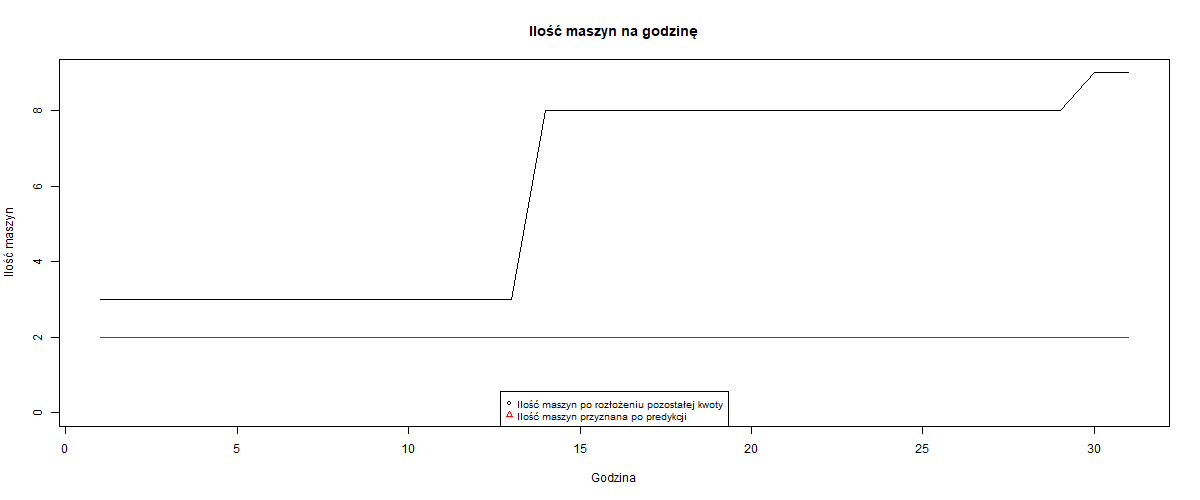 Ilość maszyn na godzinę
Ilość maszyn
8
6
4
2
0
Ilość maszyn po rozłożeniu pozostałej kwoty
Ilość maszyn przyznana po predykcji
0 5 10 15 20 25 30
Godzina